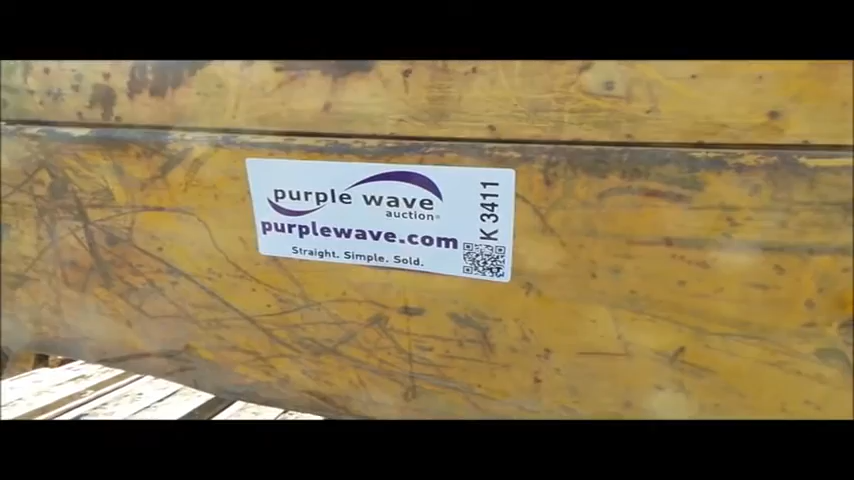 purple wave
auction®
purplewave.com
Straight. Simple. Sold.
K 3411